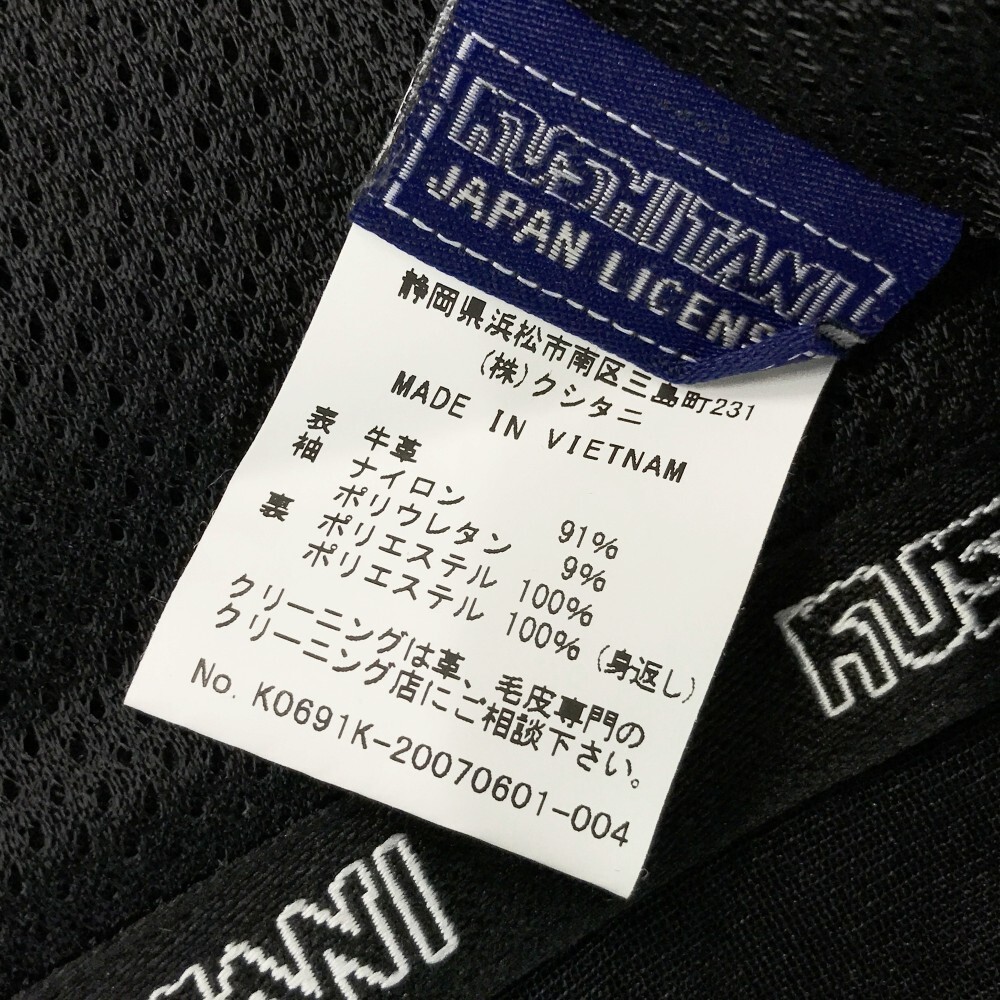 KUSHITANI
JAPAN LICENS
静岡県浜松市南区三島町231
(株)クシタニ
MADE IN VIETNAM
表 牛革
袖 ナイロン 91%
ポリウレタン 9%
裏 ポリエステル 100%
ポリエステル 100% (身返し)
クリーニングは革、毛皮専門の
クリーニング店にご相談下さい。
No. K0691K-20070601-004
KUS
ANI